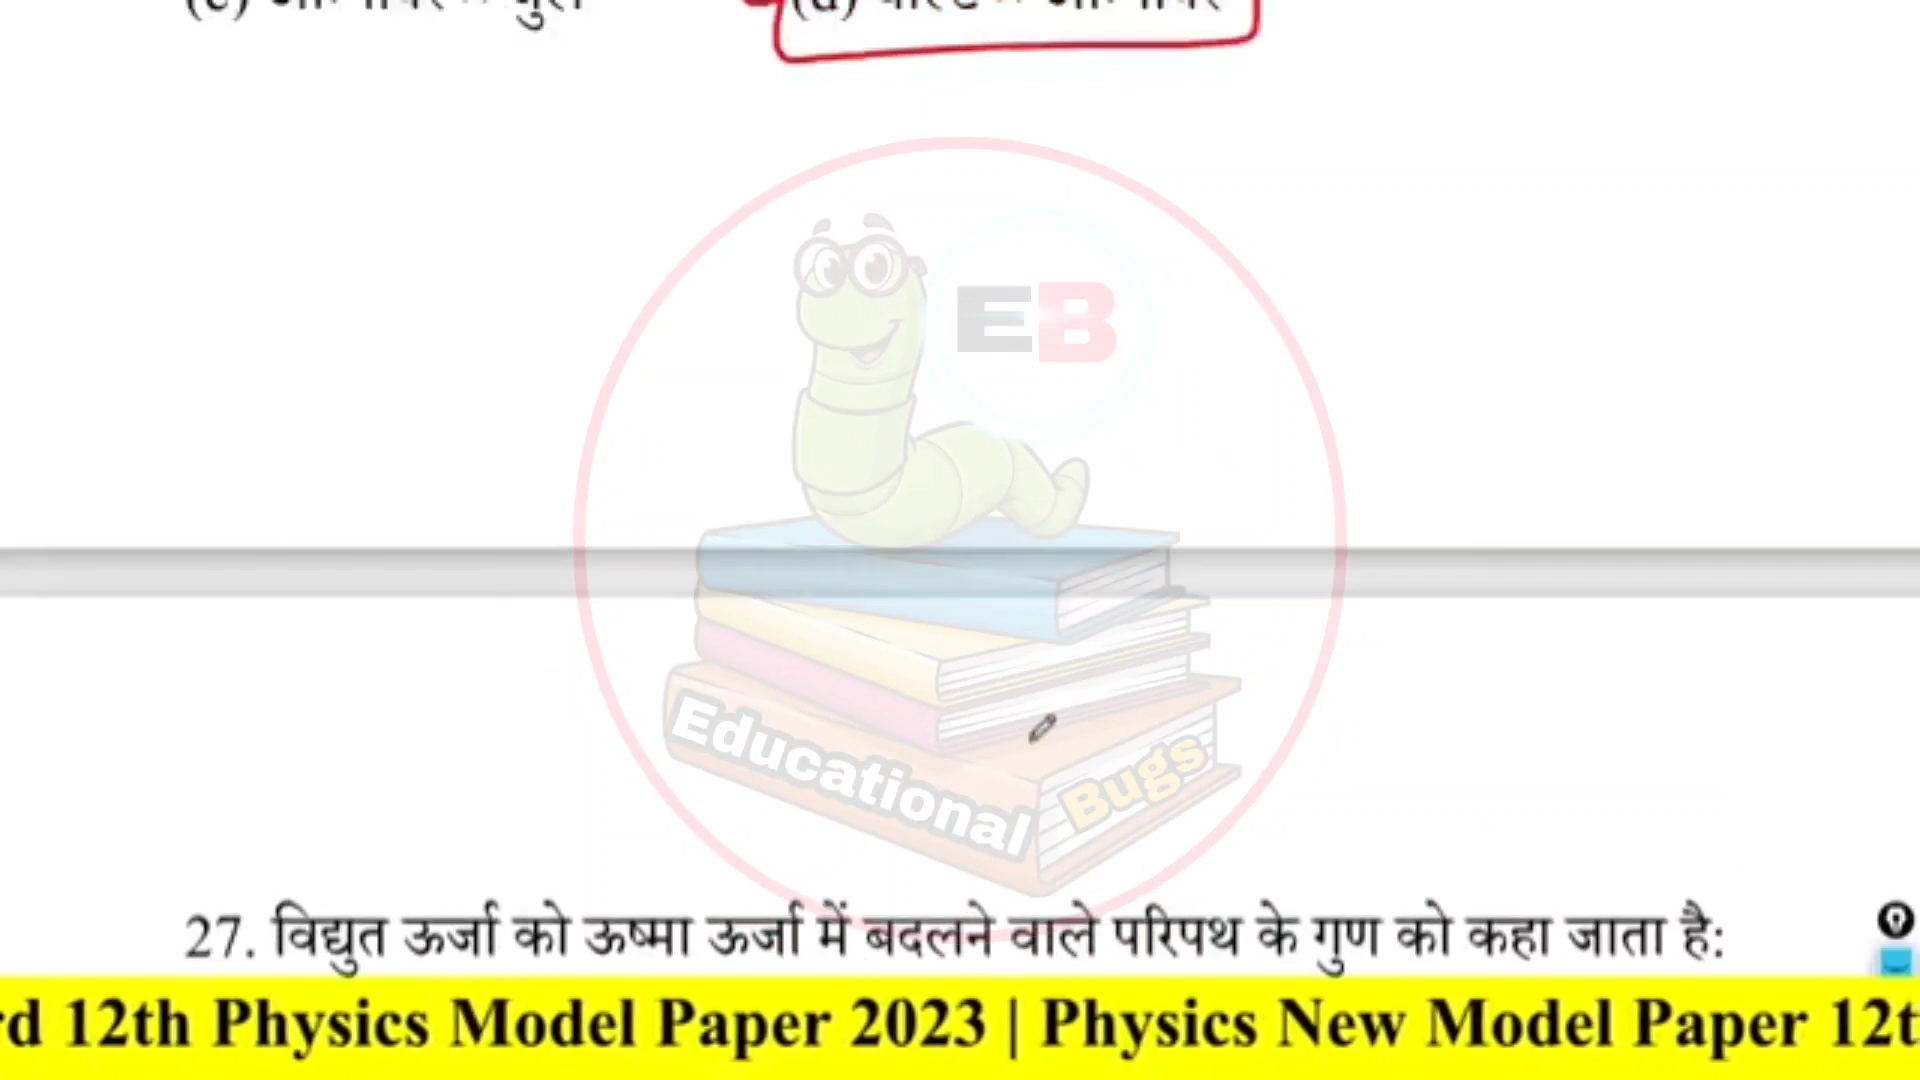 EB
Educational Bugs
27. विद्युत ऊर्जा को ऊष्मा ऊर्जा में बदलने वाले परिपथ के गुण को कहा जाता है:
rd 12th Physics Model Paper 2023 | Physics New Model Paper 12t